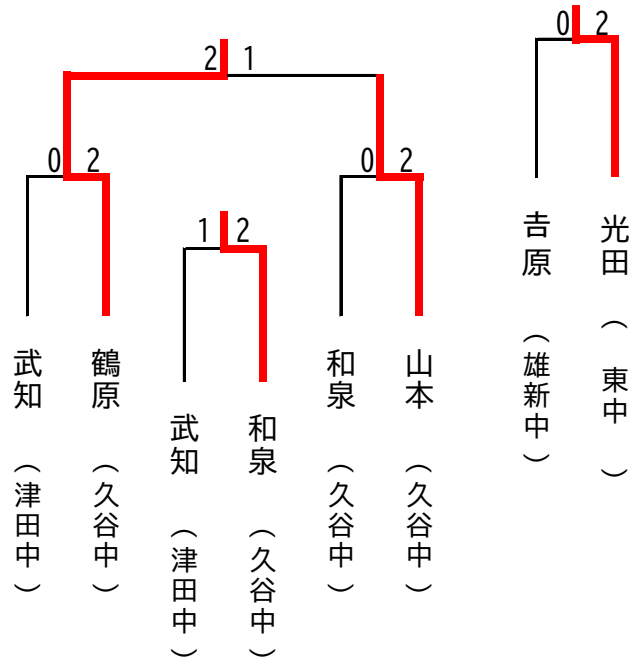 2 1
0 2
0 2
1 2
0 2
武知（津田中）
鶴原（久谷中）
武知（津田中）
和泉（久谷中）
和泉（久谷中）
山本（久谷中）
𠮷原（雄新中）
光田（東中）